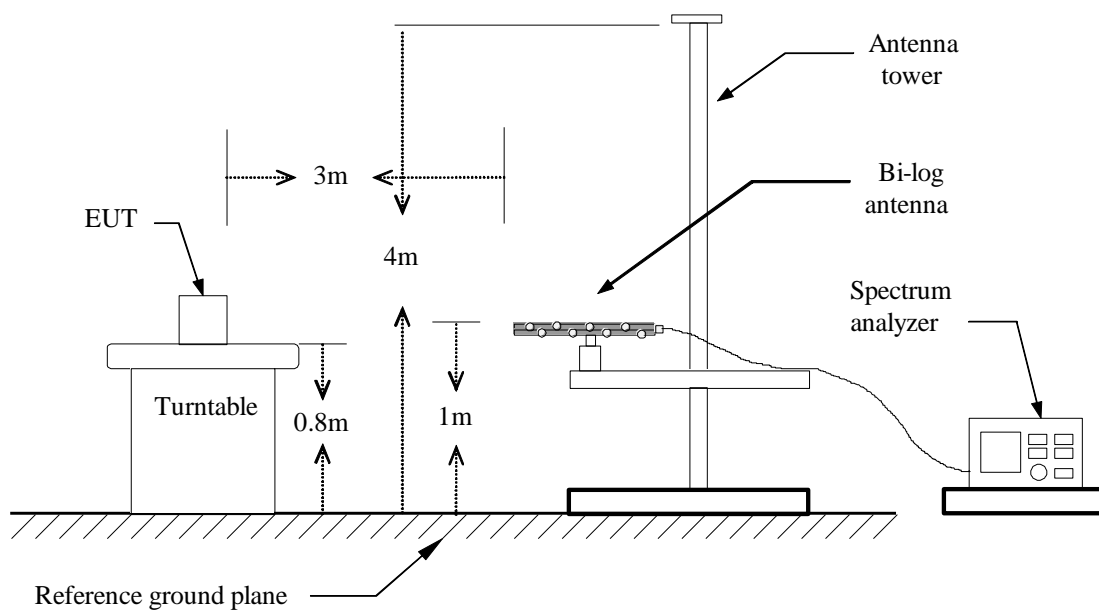 Antenna
tower
3m
Bi-log
antenna
EUT
4m
Spectrum
analyzer
Turntable
0.8m
1m
Reference ground plane